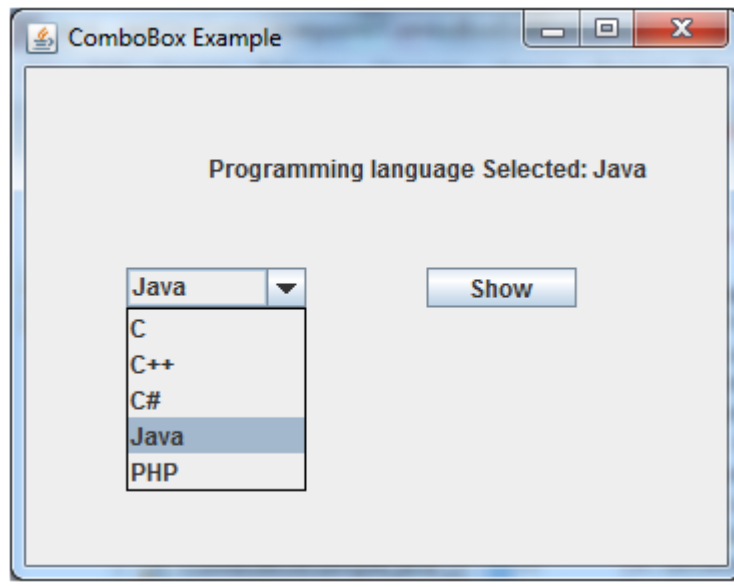 ComboBox Example
Programming language Selected: Java
Java
Show
C
C++
C#
Java
PHP